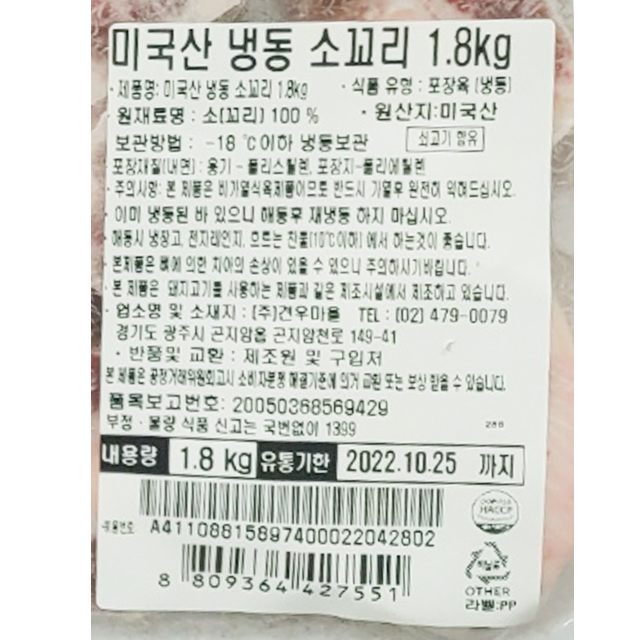 미국산 냉동 소꼬리 1.8kg
· 제품명: 미국산 냉동 소꼬리 1.8kg · 식품 유형 : 포장육 (냉동)
· 원재료명 : 소(꼬리) 100 % · 원산지:미국산
보관방법 : -18 ℃이하 냉동보관 쇠고기 함유
포장재질(내면) : 용기 - 폴리스틸렌, 포장지-폴리에틸렌
· 주의사항: 본 제품은 비가열식육제품이므로 반드시 가열후 완전히 익혀드십시오.
· 이미 냉동된 바 있으니 해동후 재냉동 하지 마십시오.
· 해동시 냉장고, 전자레인지, 흐르는 찬물(10℃이하) 에서 하는것이 좋습니다.
· 본제품은 뼈에 의한 치아의 손상이 있을 수 있으니 주의하시기바랍니다.
· 본 제품은 돼지고기를 사용하는 제품과 같은 제조시설에서 제조하고 있습니다.
· 업소명 및 소재지 : (주)견우마을 TEL : (02) 479-0079
경기도 광주시 곤지암읍 곤지암천로 149-41
· 반품및 교환 : 제조원 및 구입처
본 제품은 공정거래위원회고시 소비자분쟁 해결기준에 의거 교환 또는 보상 받을 수 있습니다.
품목보고번호: 20050368569429
부정 · 불량 식품 신고는 국번없이 1399
내용량 1.8 kg 유통기한 2022.10.25 까지
A4110881589740002204​2802
HACCP
8 809364 427551
OTHER
라벨:PP